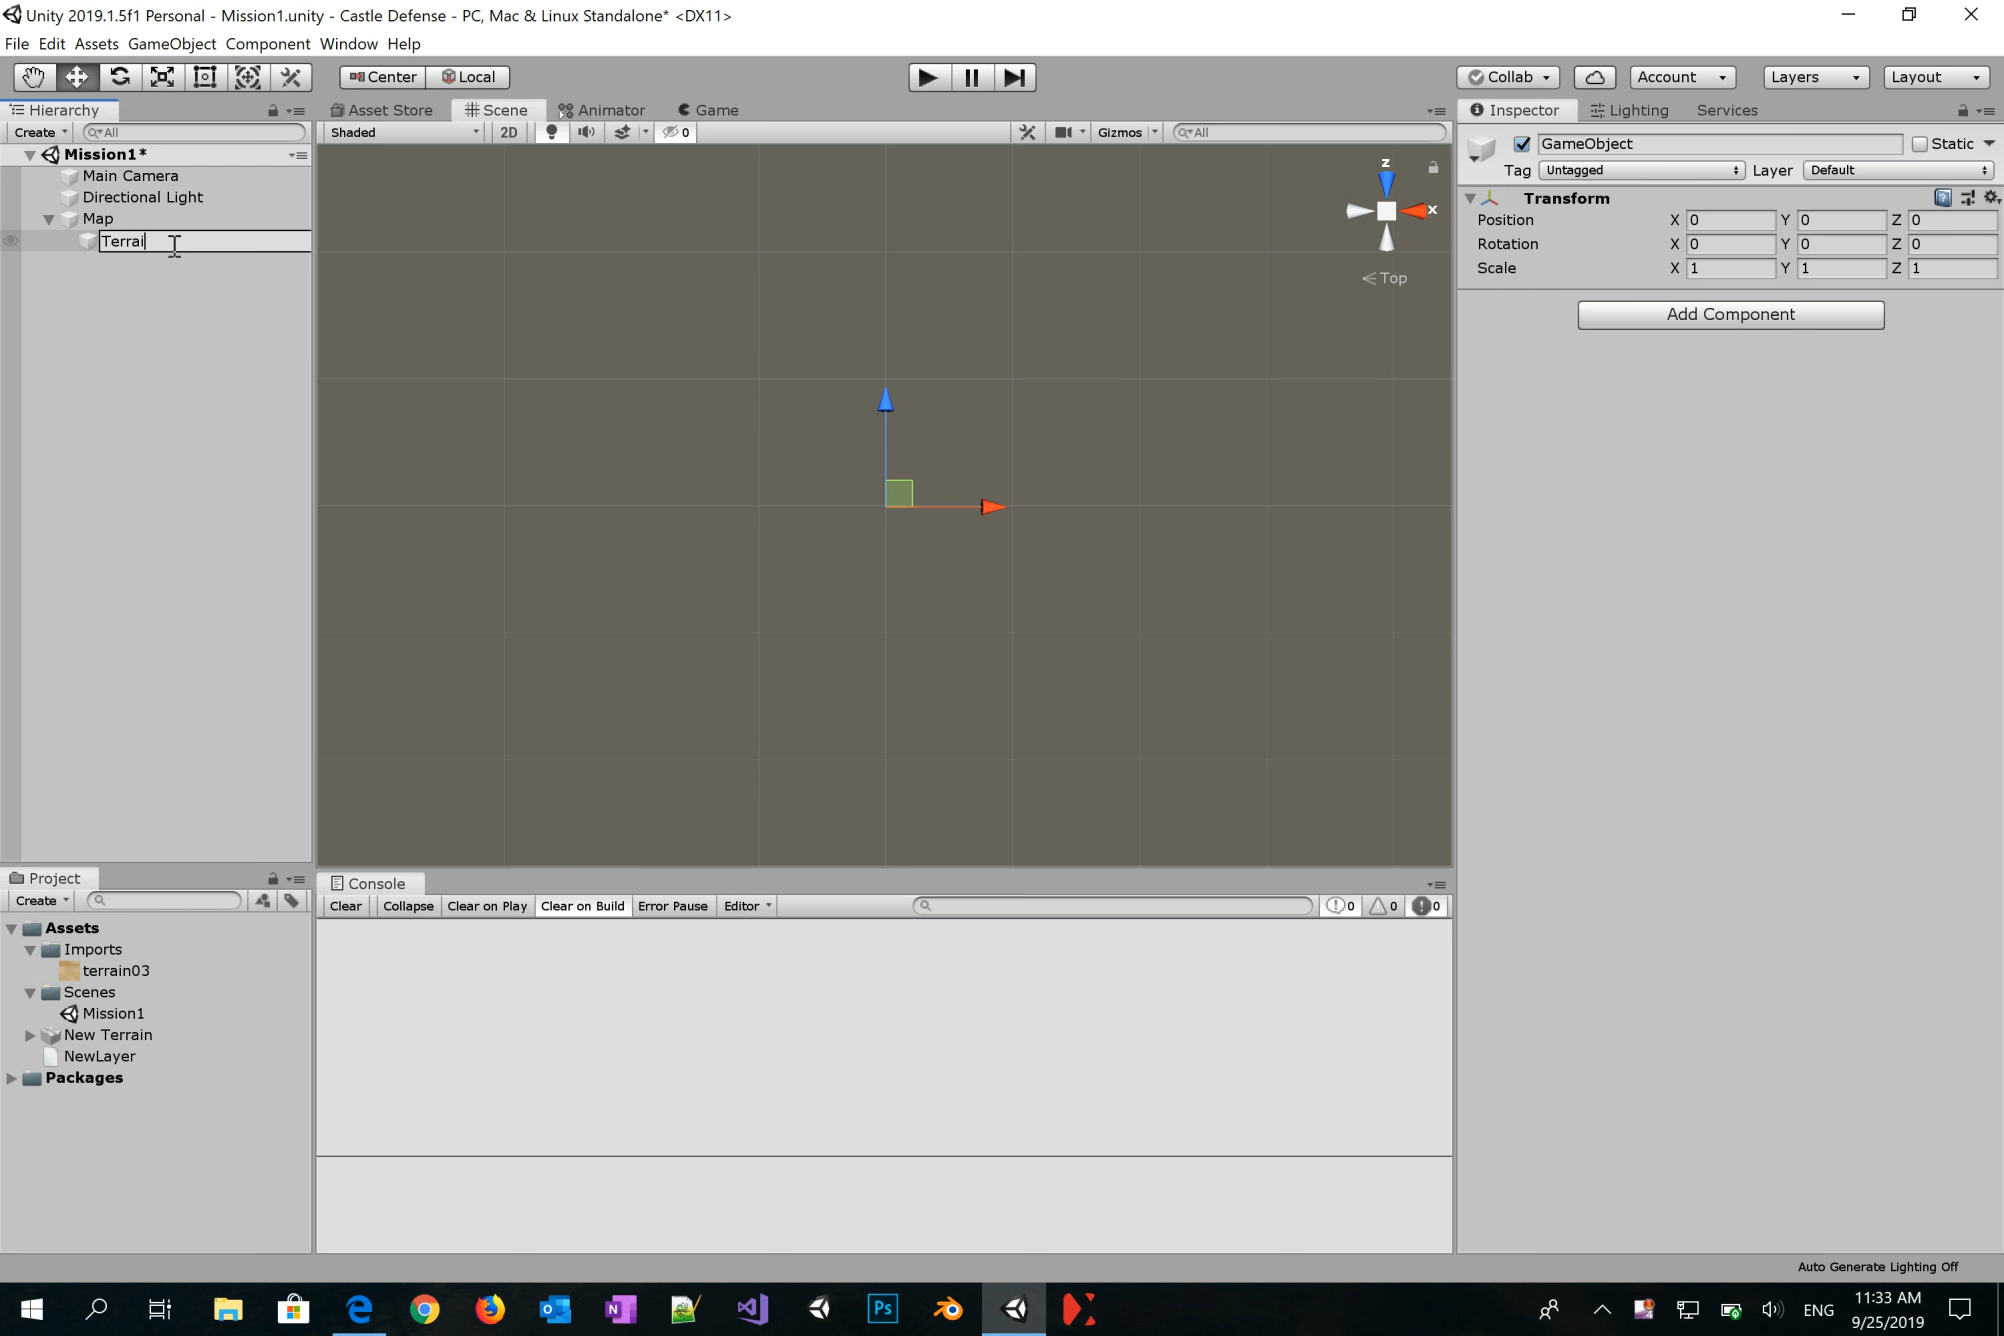 Unity 2019.1.5f1 Personal - Mission1.unity - Castle Defense - PC, Mac & Linux Standalone* <DX11>
File Edit Assets GameObject Component Window Help
Center Local Collab Account Layers Layout
Hierarchy Asset Store Scene Animator Game Inspector Lighting Services
Create All Shaded 2D 0 Gizmos All GameObject Static
Mission1* Tag Untagged Layer Default
Main Camera
Directional Light
Map
Terrai
z
x
Top
Transform
Position X 0 Y 0 Z 0
Rotation X 0 Y 0 Z 0
Scale X 1 Y 1 Z 1
Add Component
Project Console
Create Clear Collapse Clear on Play Clear on Build Error Pause Editor 0 0 0
Assets
Imports
terrain03
Scenes
Mission1
New Terrain
NewLayer
Packages
Auto Generate Lighting Off
Ps ENG 11:33 AM
9/25/2019